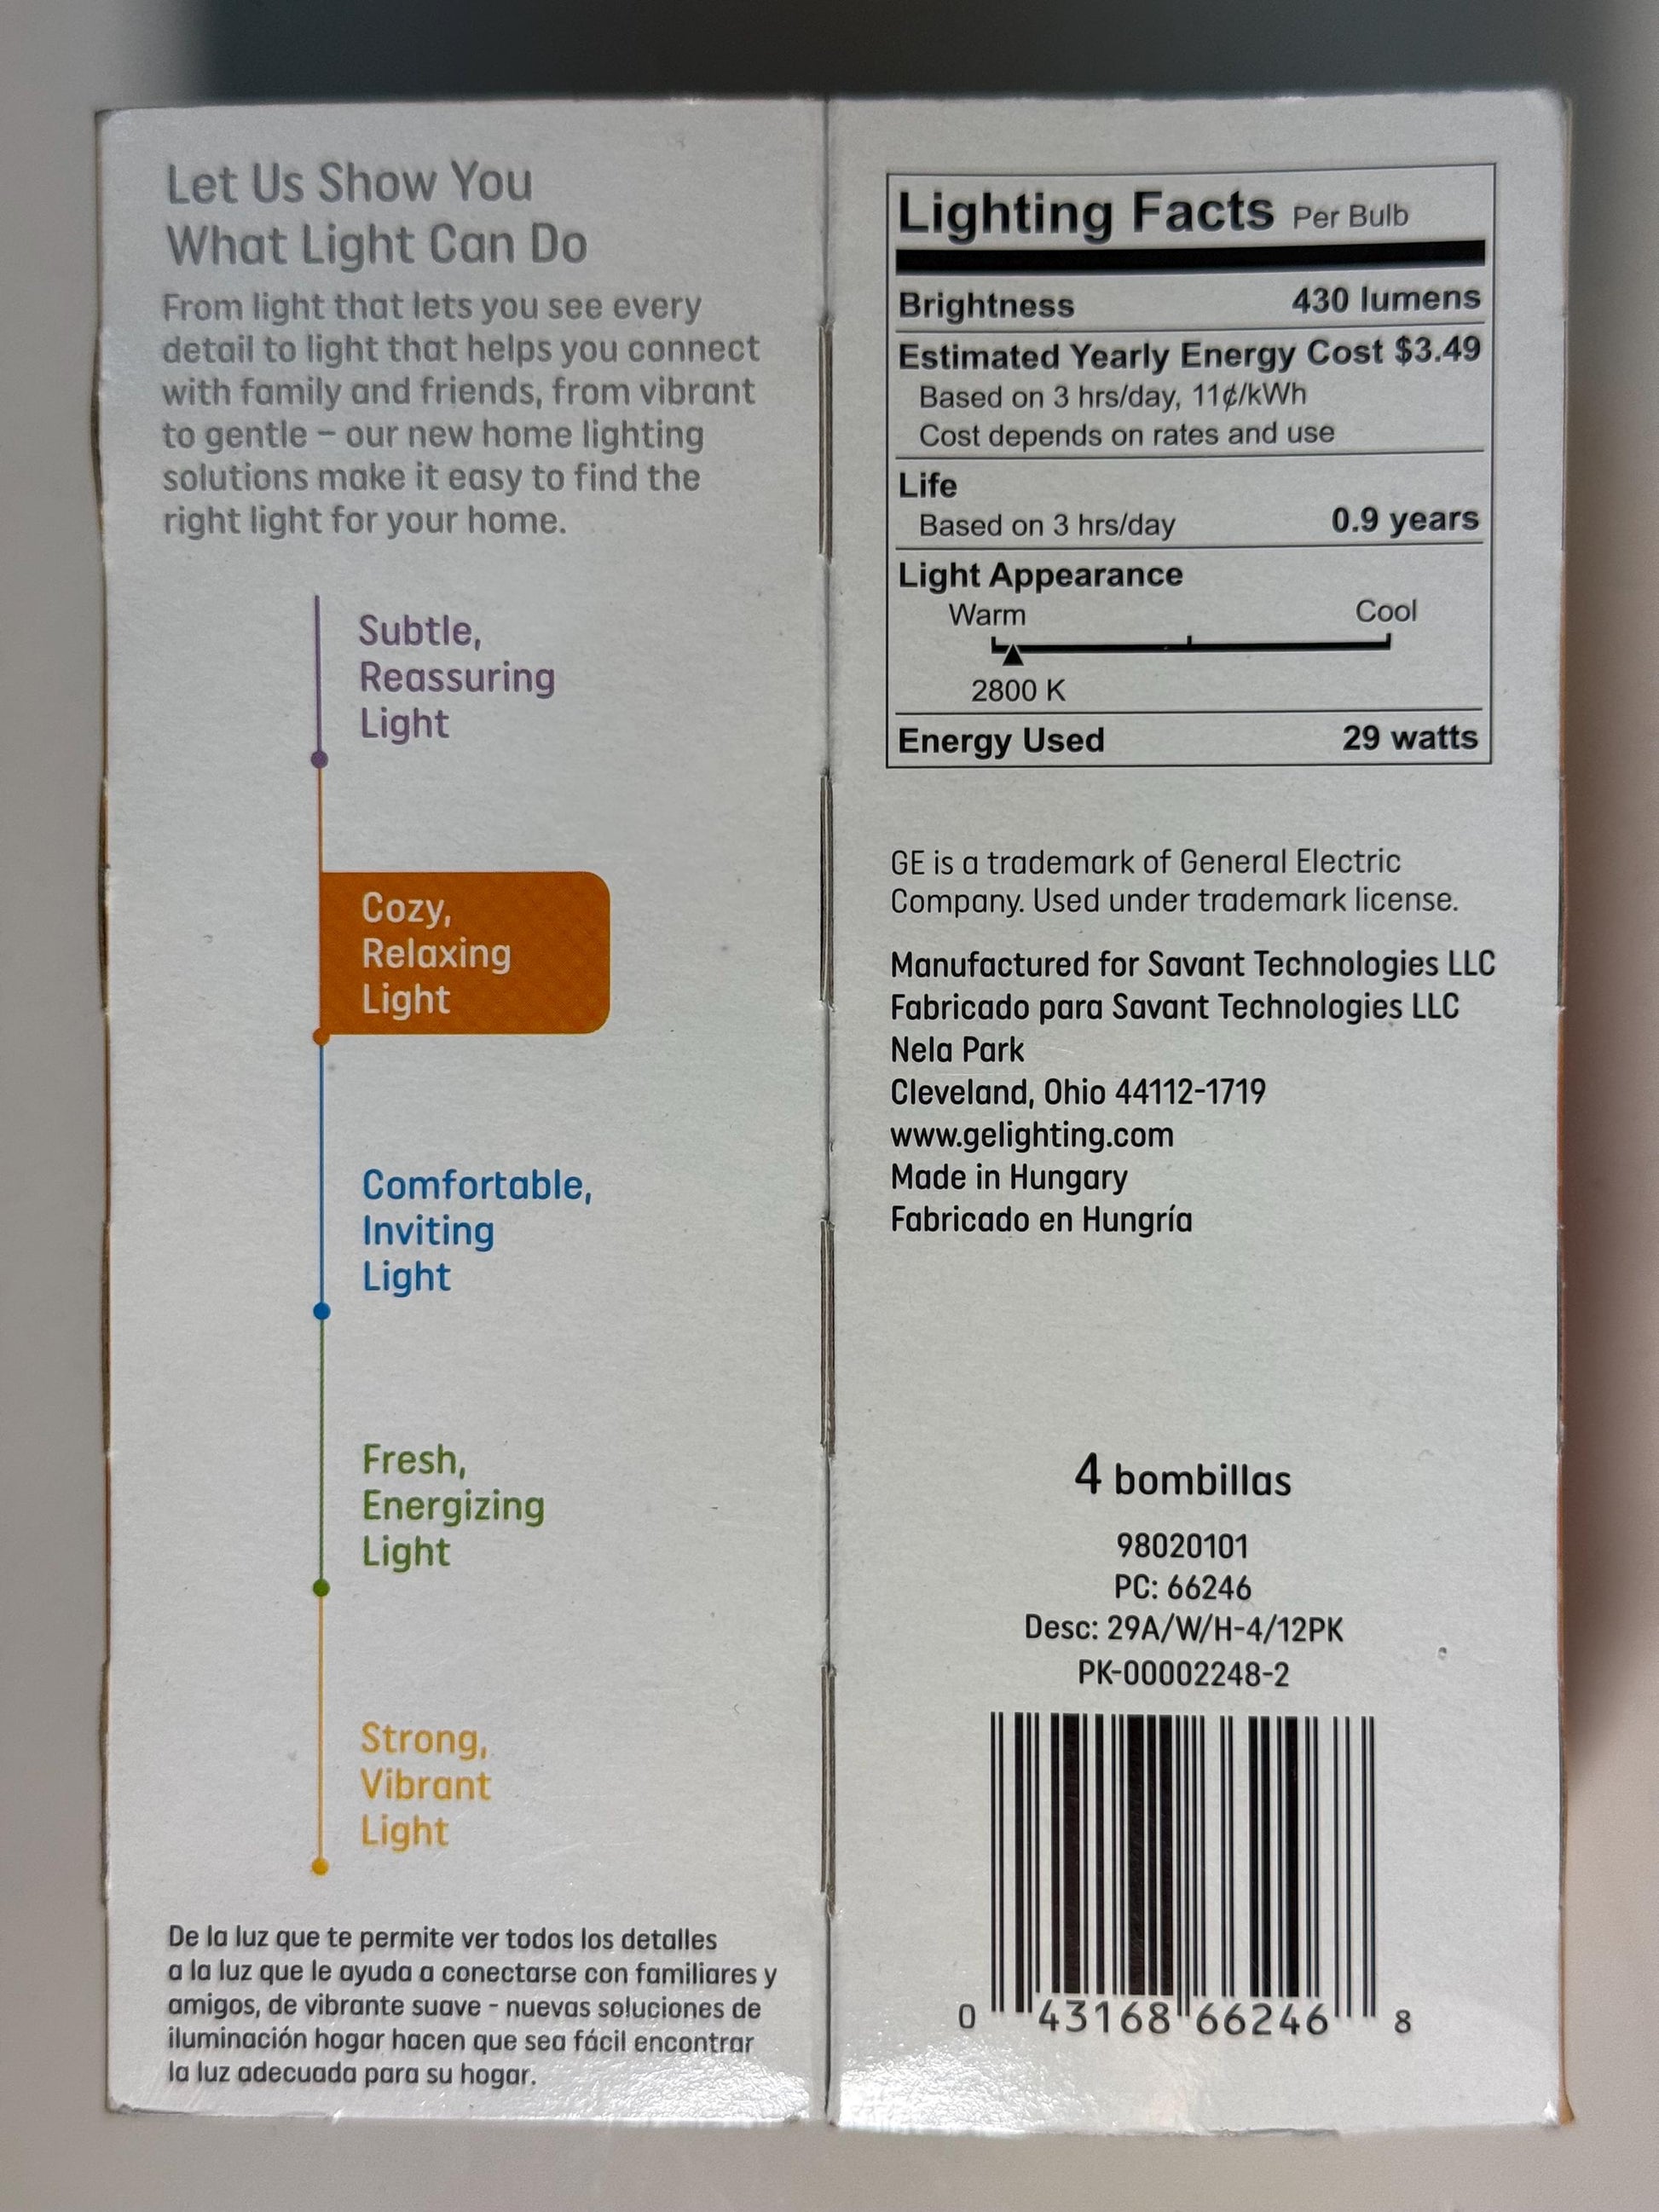 Let Us Show You
What Light Can Do
From light that lets you see every
detail to light that helps you connect
with family and friends, from vibrant
to gentle – our new home lighting
solutions make it easy to find the
right light for your home.
Subtle,
Reassuring
Light
Cozy,
Relaxing
Light
Comfortable,
Inviting
Light
Fresh,
Energizing
Light
Strong,
Vibrant
Light
De la luz que te permite ver todos los detalles
a la luz que le ayuda a conectarse con familiares y
amigos, de vibrante suave - nuevas soluciones de
iluminación hogar hacen que sea fácil encontrar
la luz adecuada para su hogar.
Lighting Facts Per Bulb
Brightness 430 lumens
Estimated Yearly Energy Cost $3.49
Based on 3 hrs/day, 11¢/kWh
Cost depends on rates and use
Life
Based on 3 hrs/day 0.9 years
Light Appearance
Warm Cool
2800 K
Energy Used 29 watts
GE is a trademark of General Electric
Company. Used under trademark license.
Manufactured for Savant Technologies LLC
Fabricado para Savant Technologies LLC
Nela Park
Cleveland, Ohio 44112-1719
www.gelighting.com
Made in Hungary
Fabricado en Hungría
4 bombillas
98020101
PC: 66246
Desc: 29A/W/H-4/12PK
PK-00002248-2
0 43168 66246 8